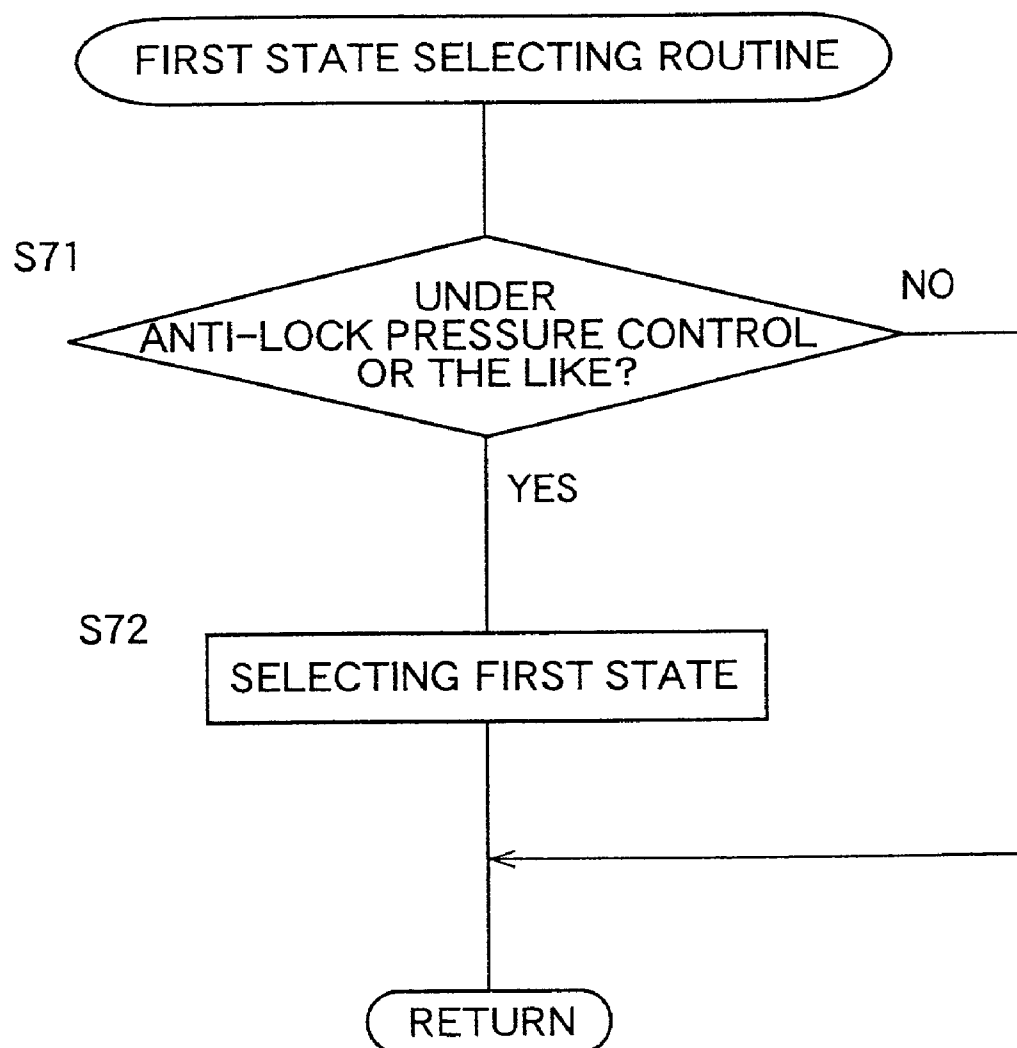 FIRST STATE SELECTING ROUTINE
S71
UNDER
ANTI-LOCK PRESSURE CONTROL
OR THE LIKE?
NO
YES
S72
SELECTING FIRST STATE
RETURN